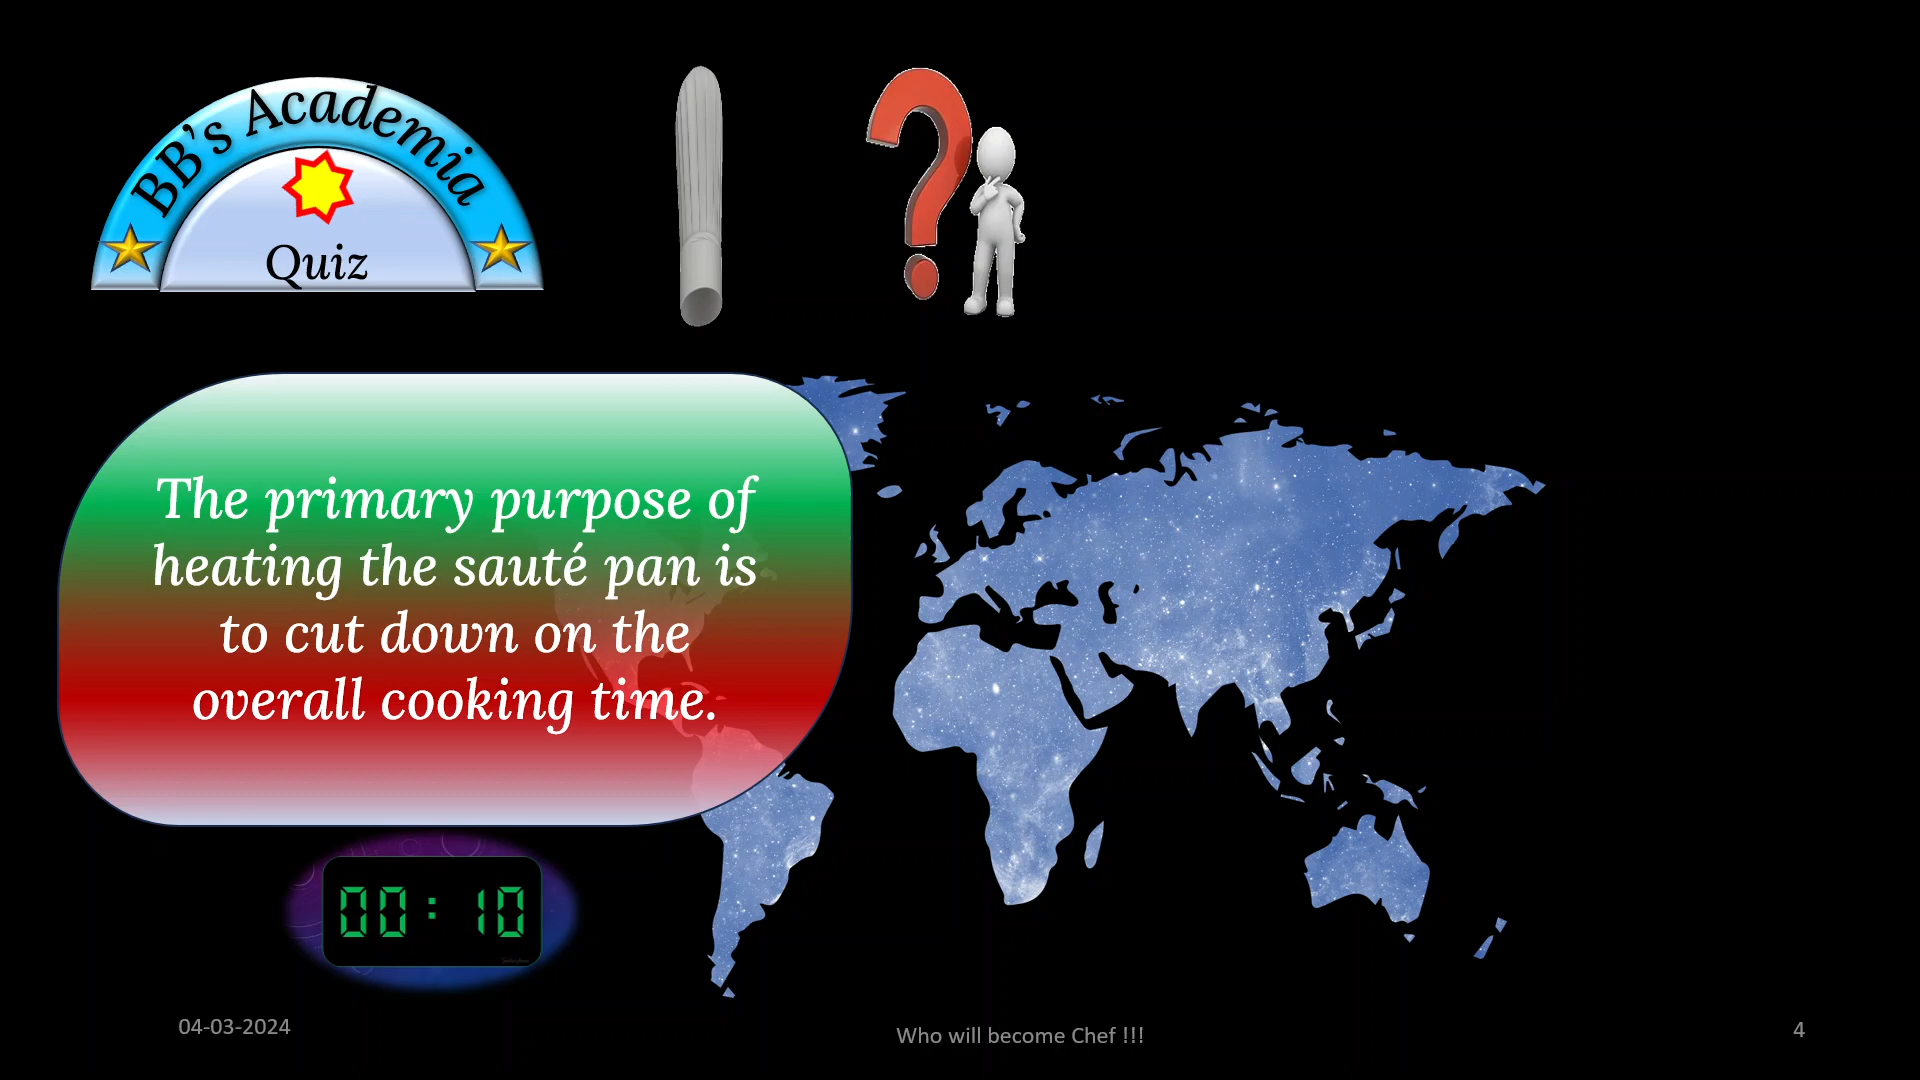 BB's Academia
Quiz
The primary purpose of
heating the sauté pan is
to cut down on the
overall cooking time.
00:10
04-03-2024
Who will become Chef !!!
4